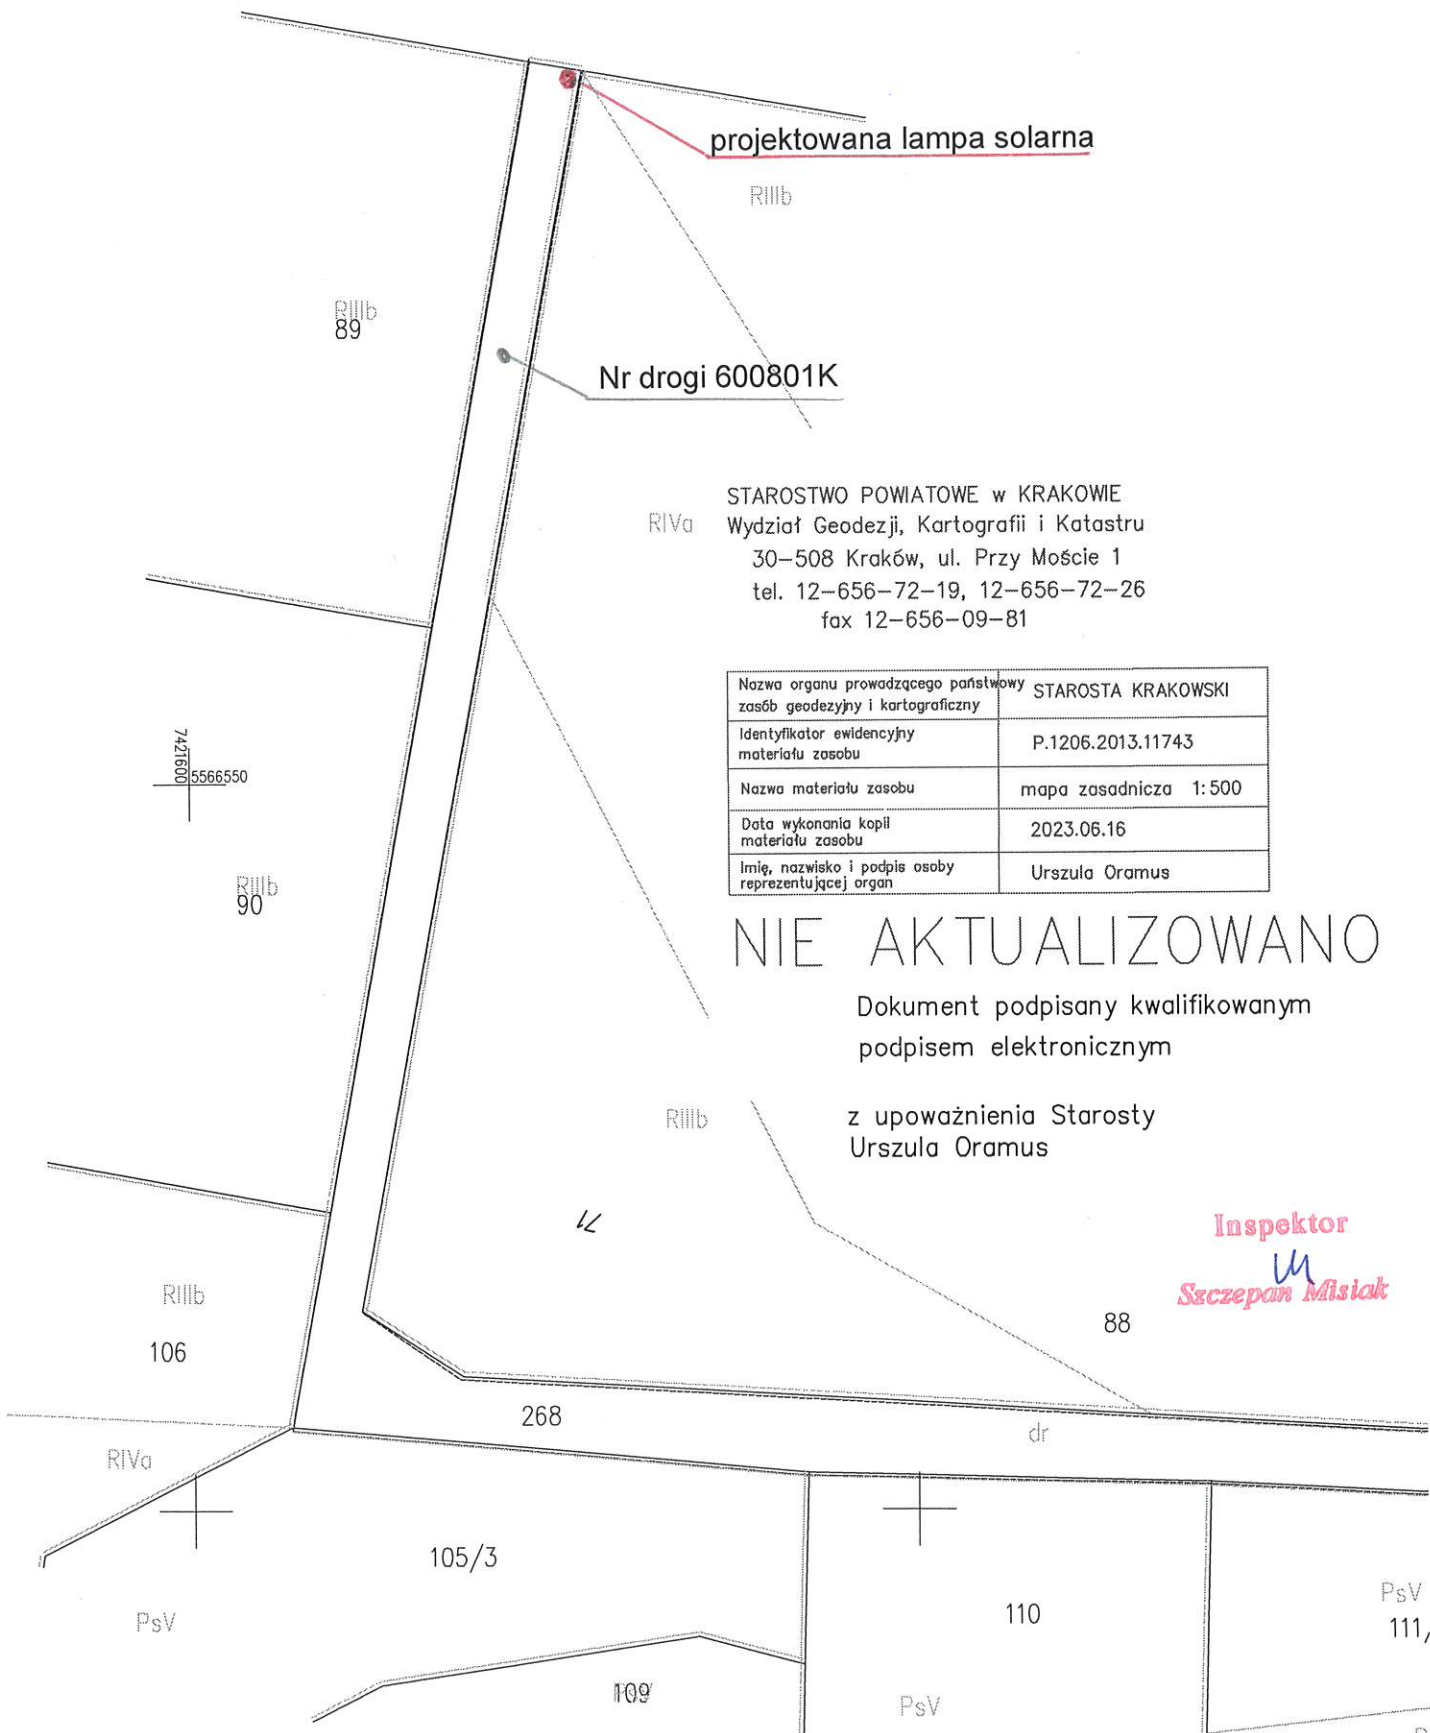 projektowana lampa solarna
RIIIb
RIIIb
89
Nr drogi 600801K
STAROSTWO POWIATOWE w KRAKOWIE
RIVa
Wydział Geodezji, Kartografii i Katastru
30-508 Kraków, ul. Przy Moście 1
tel. 12-656-72-19, 12-656-72-26
fax 12-656-09-81
Nazwa organu prowadzącego państwowy
zasób geodezyjny i kartograficzny
STAROSTA KRAKOWSKI
Identyfikator ewidencyjny
materiału zasobu
P.1206.2013.11743
Nazwa materiału zasobu
mapa zasadnicza 1:500
Data wykonania kopii
materiału zasobu
2023.06.16
Imię, nazwisko i podpis osoby
reprezentującej organ
Urszula Oramus
7421600
5566550
RIIIb
90
NIE AKTUALIZOWANO
Dokument podpisany kwalifikowanym
podpisem elektronicznym
z upoważnienia Starosty
Urszula Oramus
RIIIb
71
Inspektor
Szczepan Misiak
RIIIb
106
88
268
dr
RIVa
105/3
PsV
110
PsV
111/
109
PsV